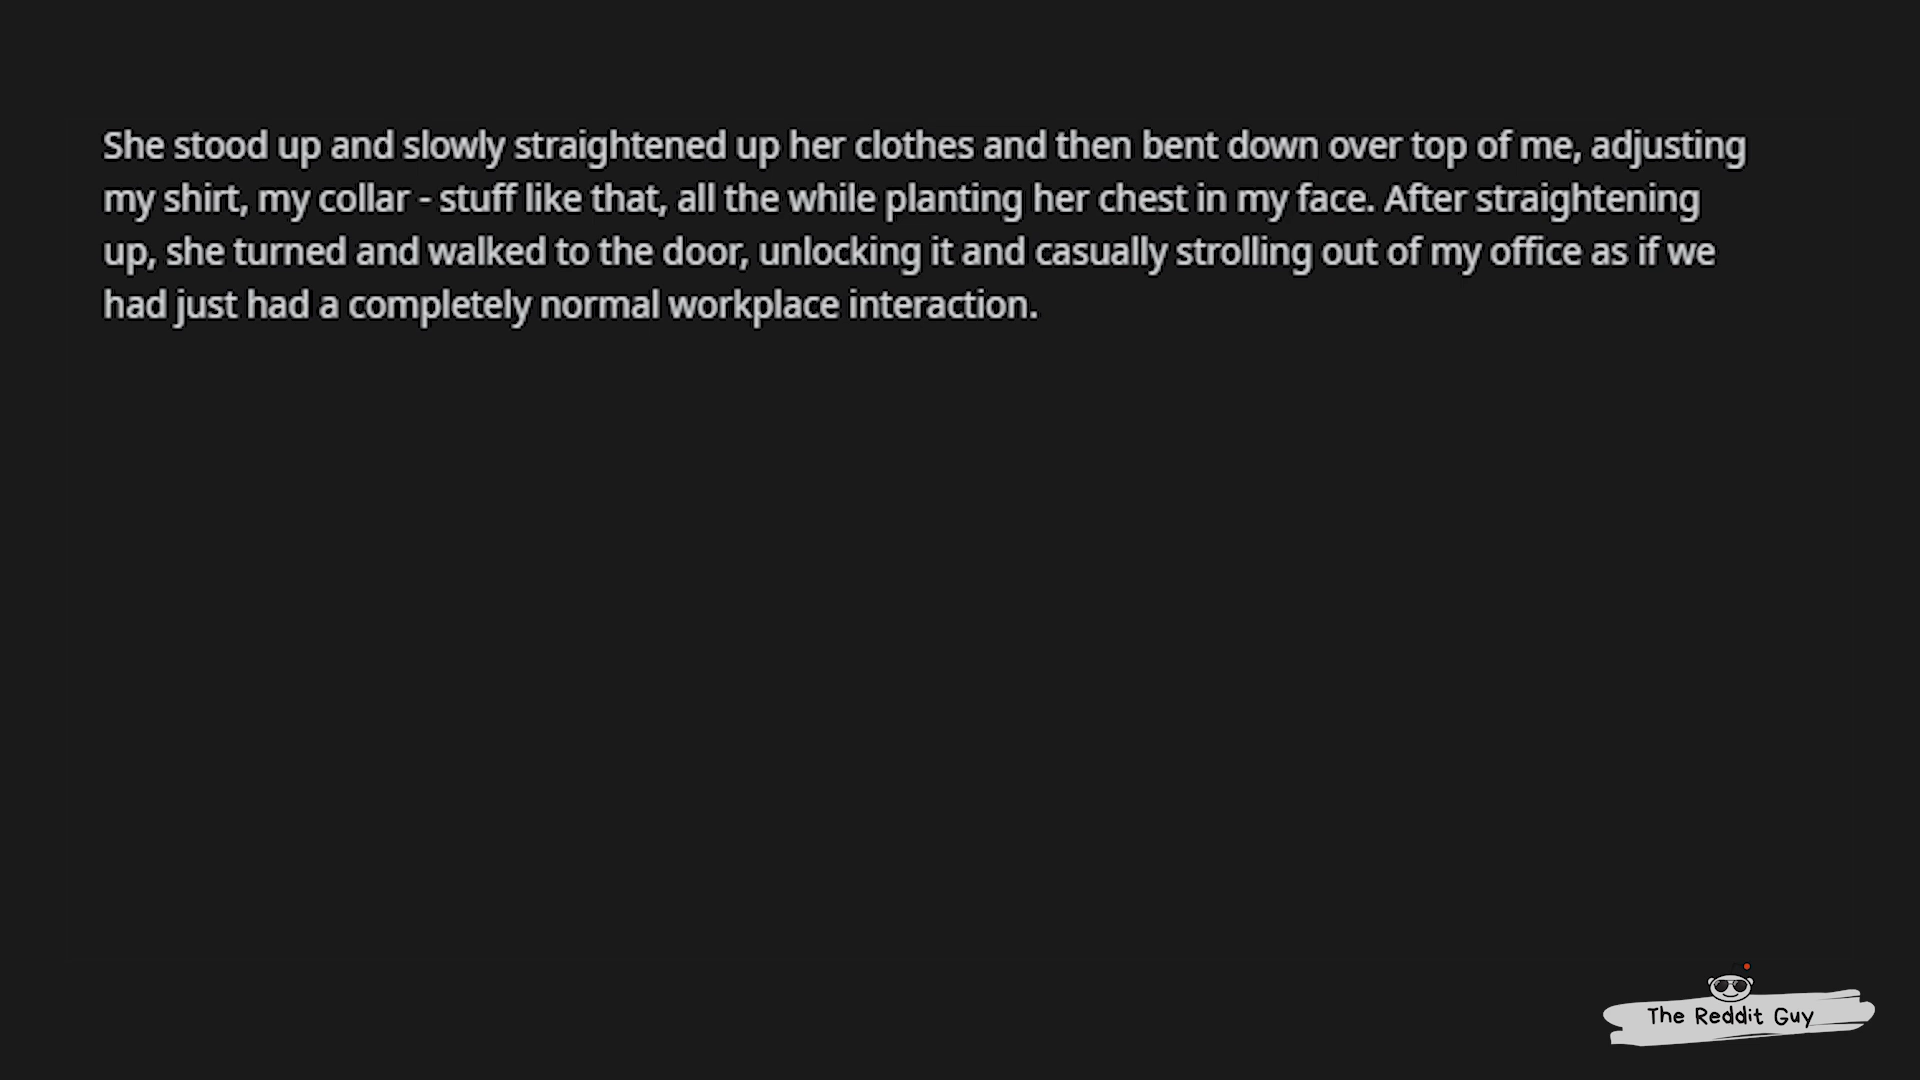 She stood up and slowly straightened up her clothes and then bent down over top of me, adjusting
my shirt, my collar - stuff like that, all the while planting her chest in my face. After straightening
up, she turned and walked to the door, unlocking it and casually strolling out of my office as if we
had just had a completely normal workplace interaction.
The Reddit Guy